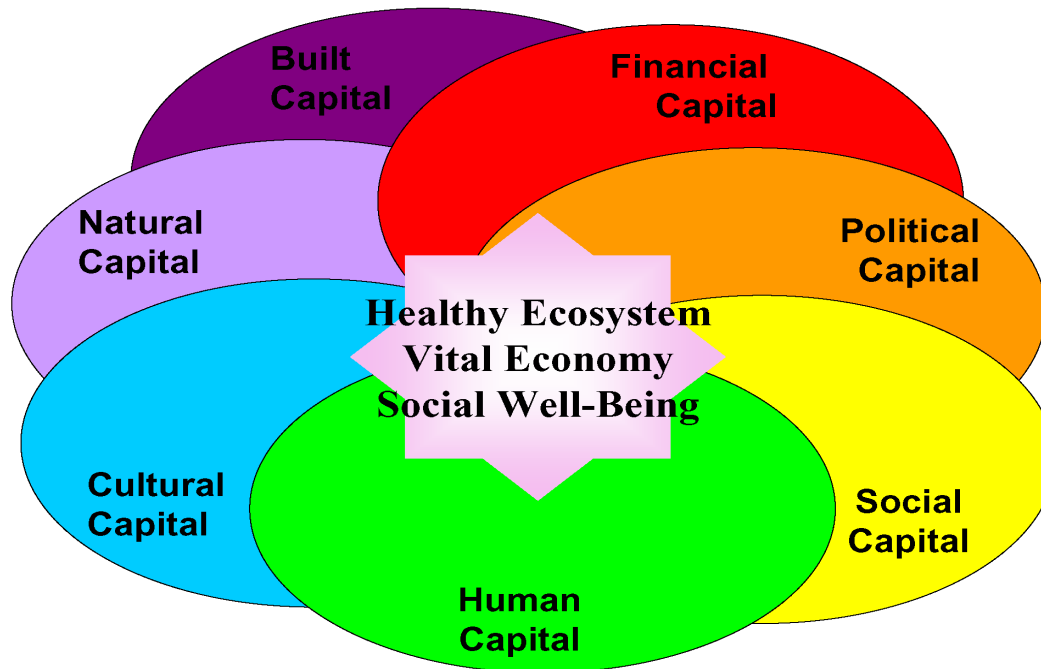 Built
Capital
Financial
Capital
Natural
Capital
Political
Capital
Healthy Ecosystem
Vital Economy
Social Well-Being
Cultural
Capital
Social
Capital
Human
Capital